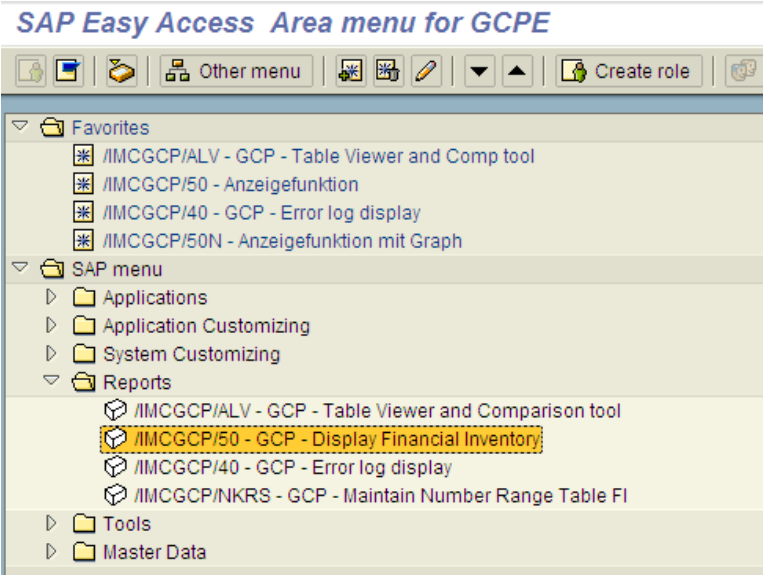 SAP Easy Access Area menu for GCPE
Other menu Create role
Favorites
/IMCGCP/ALV - GCP - Table Viewer and Comp tool
/IMCGCP/50 - Anzeigefunktion
/IMCGCP/40 - GCP - Error log display
/IMCGCP/50N - Anzeigefunktion mit Graph
SAP menu
Applications
Application Customizing
System Customizing
Reports
/IMCGCP/ALV - GCP - Table Viewer and Comparison tool
/IMCGCP/50 - GCP - Display Financial Inventory
/IMCGCP/40 - GCP - Error log display
/IMCGCP/NKRS - GCP - Maintain Number Range Table FI
Tools
Master Data